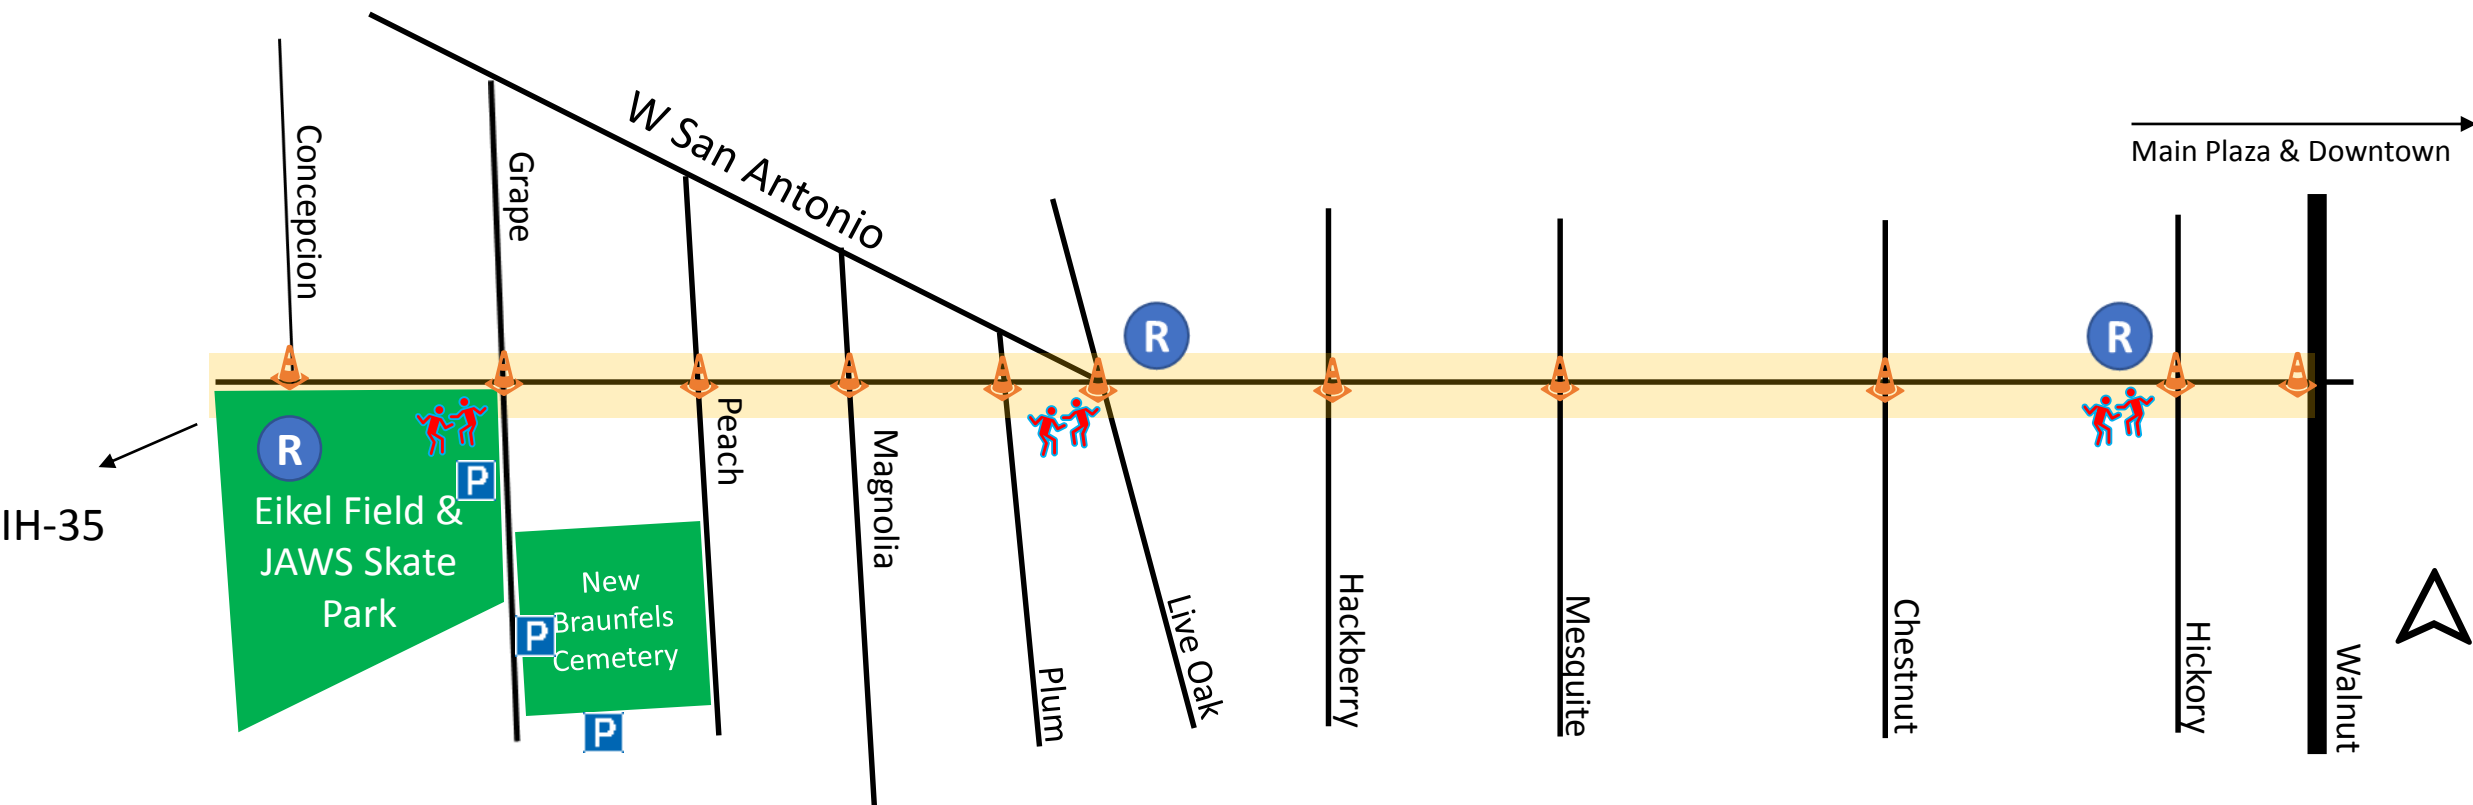 Concepcion
Grape
W San Antonio
Main Plaza & Downtown
R
R
R
P
Eikel Field &
JAWS Skate
Park
IH-35
New
Braunfels
Cemetery
P
P
Peach
Magnolia
Plum
Live Oak
Hackberry
Mesquite
Chestnut
Hickory
Walnut